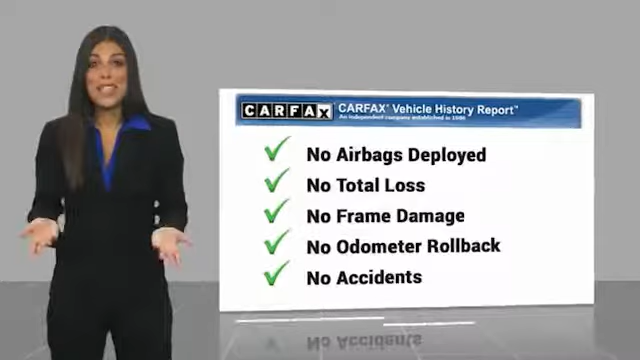 CARFAX CARFAX® Vehicle History Report™
An independent company established in 1986
No Airbags Deployed
No Total Loss
No Frame Damage
No Odometer Rollback
No Accidents